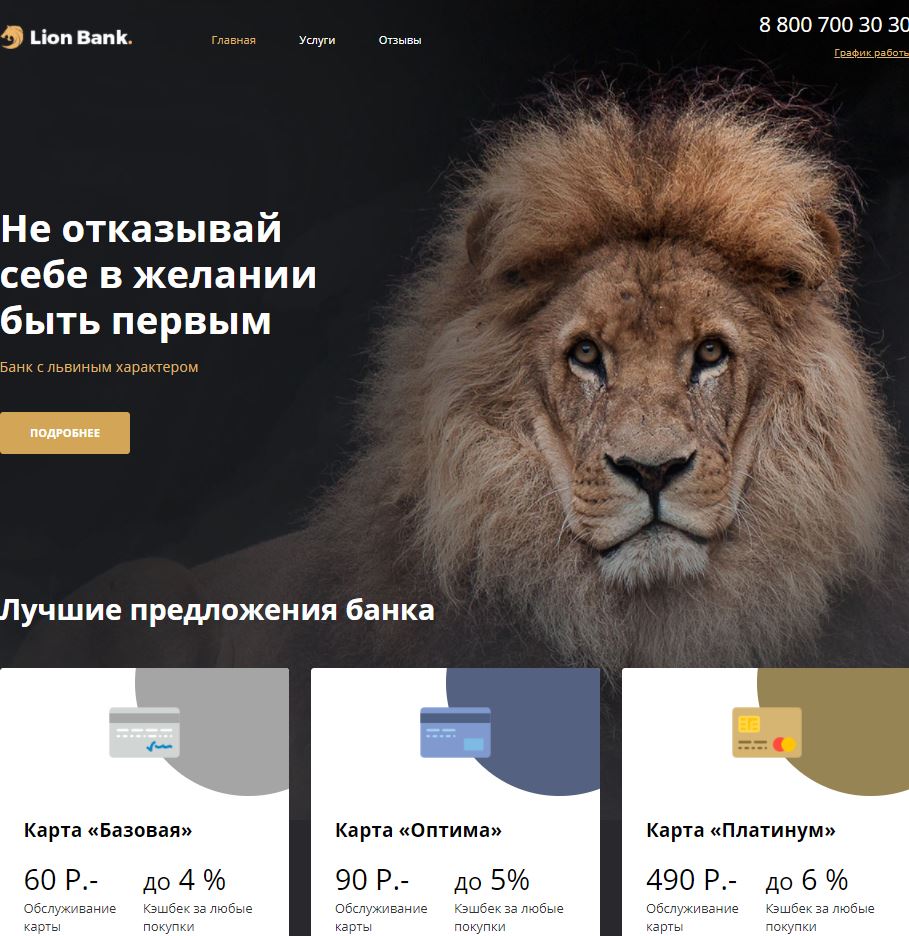 Lion Bank.
Главная Услуги Отзывы
8 800 700 30 30
График работы
Не отказывай
себе в желании
быть первым
Банк с львиным характером
ПОДРОБНЕЕ
Лучшие предложения банка
Карта «Базовая»
60 Р.- до 4 %
Обслуживание карты
Кэшбек за любые покупки
Карта «Оптима»
90 Р.- до 5%
Обслуживание карты
Кэшбек за любые покупки
Карта «Платинум»
490 Р.- до 6 %
Обслуживание карты
Кэшбек за любые покупки